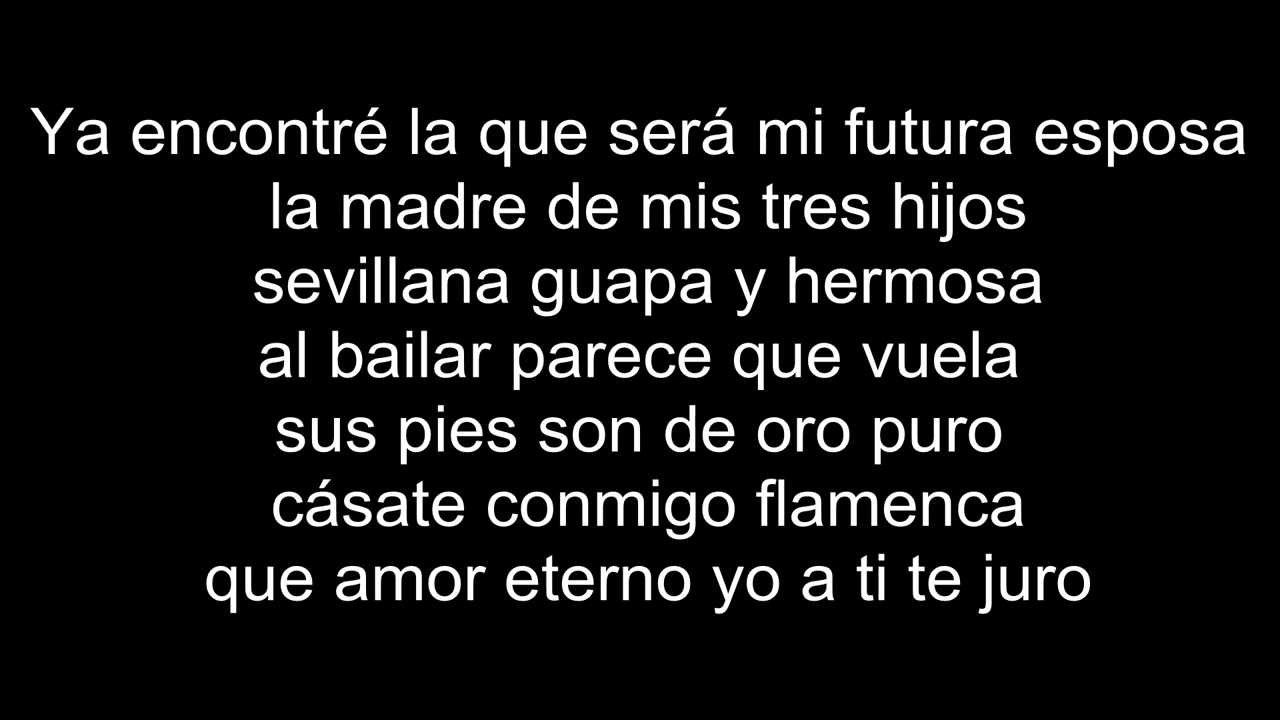 Ya encontré la que será mi futura esposa
la madre de mis tres hijos
sevillana guapa y hermosa
al bailar parece que vuela
sus pies son de oro puro
cásate conmigo flamenca
que amor eterno yo a ti te juro